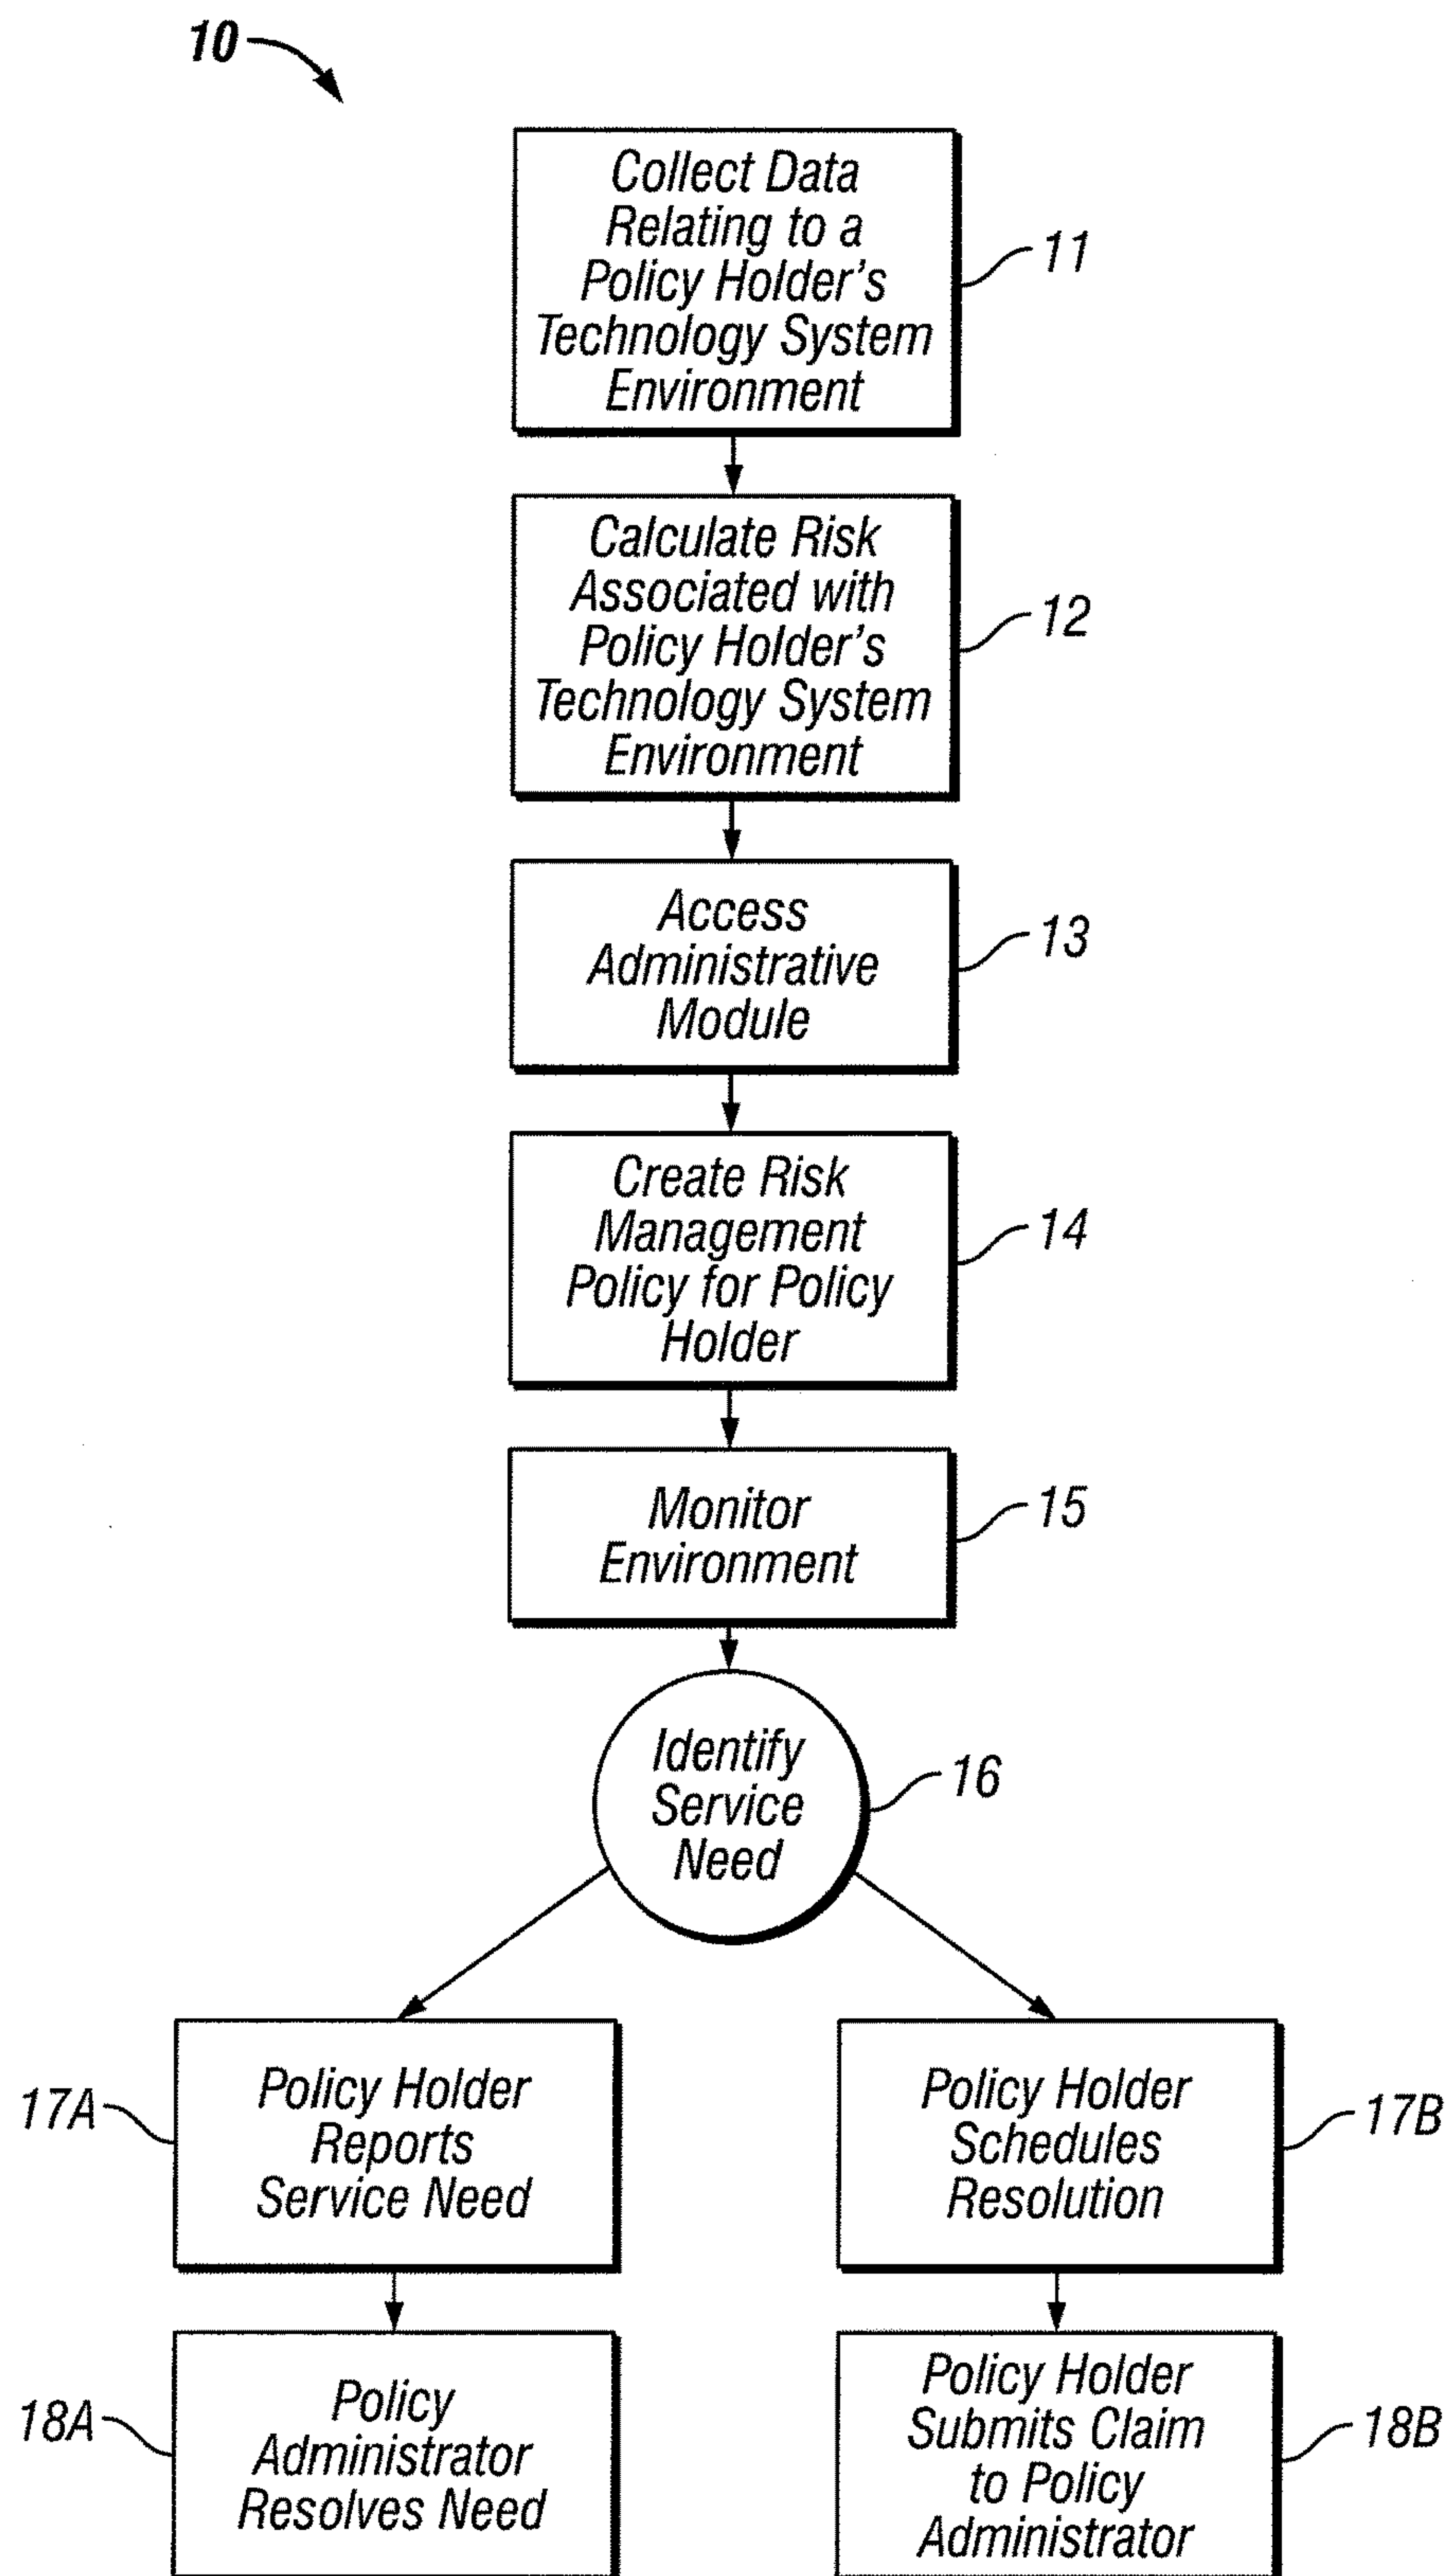 10
Collect Data
Relating to a
Policy Holder's
Technology System
Environment
11
Calculate Risk
Associated with
Policy Holder's
Technology System
Environment
12
Access
Administrative
Module
13
Create Risk
Management
Policy for Policy
Holder
14
Monitor
Environment
15
Identify
Service
Need
16
17A
Policy Holder
Reports
Service Need
Policy Holder
Schedules
Resolution
17B
18A
Policy
Administrator
Resolves Need
Policy Holder
Submits Claim
to Policy
Administrator
18B